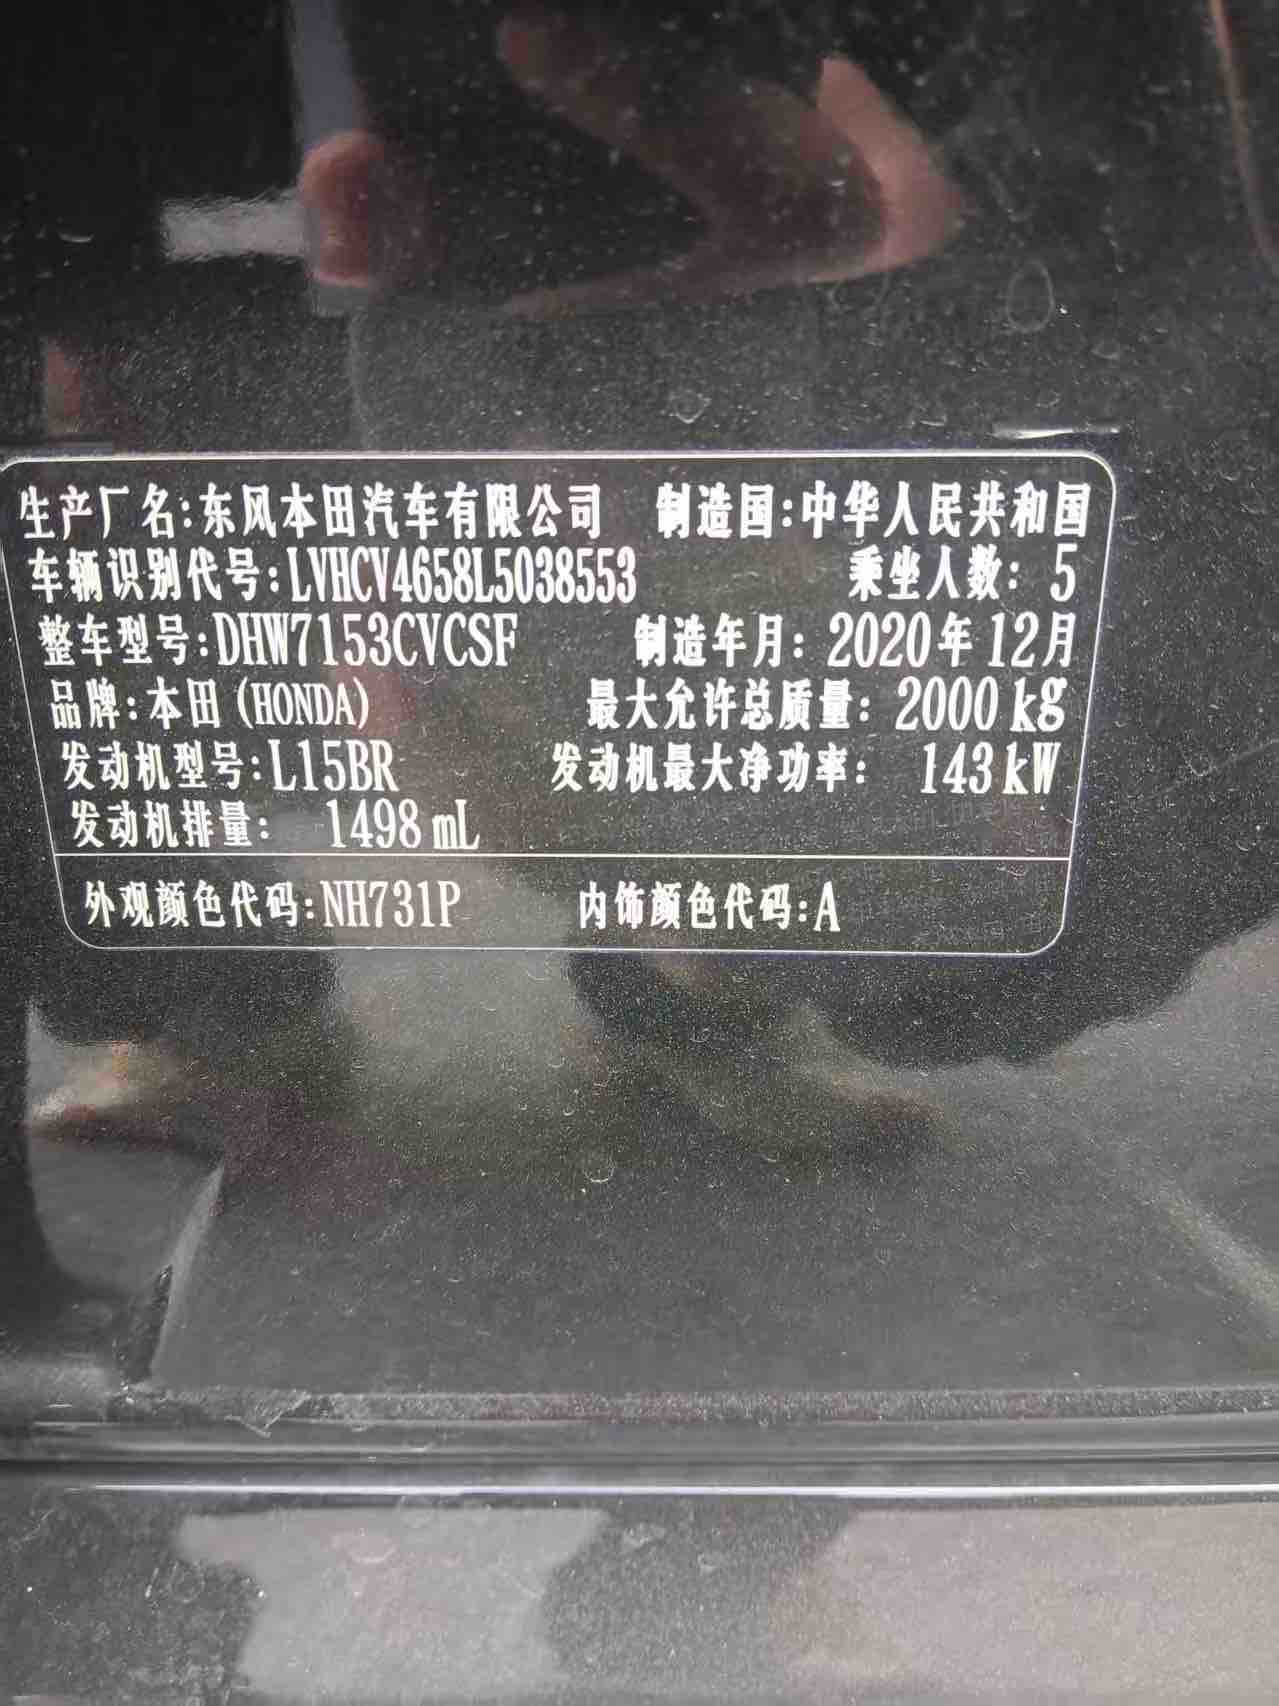 生产厂名:东风本田汽车有限公司 制造国:中华人民共和国
车辆识别代号:LVHCV4658L5038553 乘坐人数: 5
整车型号:DHW7153CVCSF 制造年月: 2020年12月
品牌:本田(HONDA) 最大允许总质量: 2000kg
发动机型号:L15BR 发动机最大净功率: 143kW
发动机排量: 1498mL
外观颜色代码:NH731P 内饰颜色代码:A